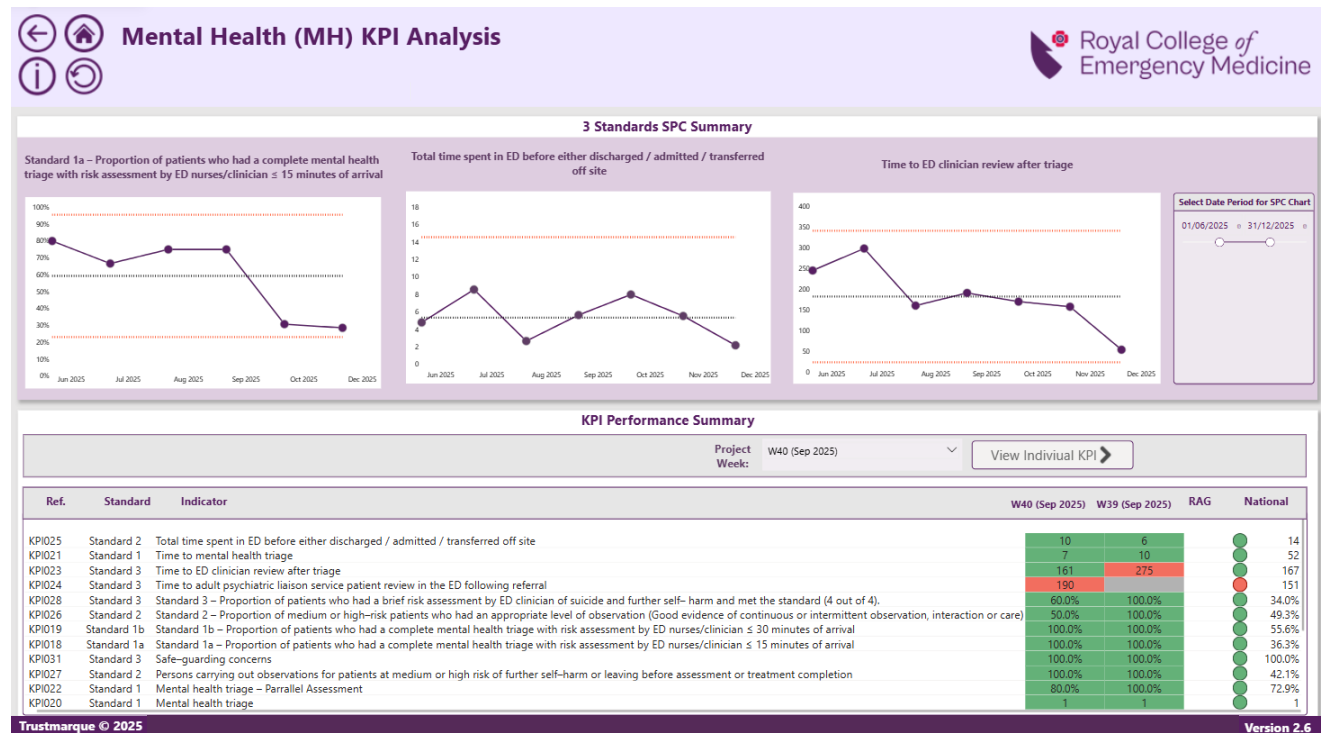 Mental Health (MH) KPI Analysis
Royal College of
Emergency Medicine
3 Standards SPC Summary
Standard 1a – Proportion of patients who had a complete mental health
triage with risk assessment by ED nurses/clinician ≤ 15 minutes of arrival
100%
90%
80%
70%
60%
50%
40%
30%
20%
10%
0%
Jun 2025 Jul 2025 Aug 2025 Sep 2025 Oct 2025 Dec 2025
Total time spent in ED before either discharged / admitted / transferred
off site
18
16
14
12
10
8
6
4
2
0
Jun 2025 Jul 2025 Aug 2025 Sep 2025 Oct 2025 Nov 2025 Dec 2025
Time to ED clinician review after triage
400
350
300
250
200
150
100
50
0
Jun 2025 Jul 2025 Aug 2025 Sep 2025 Oct 2025 Nov 2025 Dec 2025
Select Date Period for SPC Chart
01/06/2025 31/12/2025
KPI Performance Summary
Project
Week:
W40 (Sep 2025)
View Indiviual KPI
Ref. Standard Indicator W40 (Sep 2025) W39 (Sep 2025) RAG National
KPI025 Standard 2 Total time spent in ED before either discharged / admitted / transferred off site 10 6 14
KPI021 Standard 1 Time to mental health triage 7 10 52
KPI023 Standard 3 Time to ED clinician review after triage 161 275 167
KPI024 Standard 3 Time to adult psychiatric liaison service patient review in the ED following referral 190 151
KPI028 Standard 3 Standard 3 – Proportion of patients who had a brief risk assessment by ED clinician of suicide and further self– harm and met the standard (4 out of 4). 60.0% 100.0% 34.0%
KPI026 Standard 2 Standard 2 – Proportion of medium or high–risk patients who had an appropriate level of observation (Good evidence of continuous or intermittent observation, interaction or care) 50.0% 100.0% 49.3%
KPI019 Standard 1b Standard 1b – Proportion of patients who had a complete mental health triage with risk assessment by ED nurses/clinician ≤ 30 minutes of arrival 100.0% 100.0% 55.6%
KPI018 Standard 1a Standard 1a – Proportion of patients who had a complete mental health triage with risk assessment by ED nurses/clinician ≤ 15 minutes of arrival 100.0% 100.0% 36.3%
KPI031 Standard 3 Safe–guarding concerns 100.0% 100.0% 100.0%
KPI027 Standard 2 Persons carrying out observations for patients at medium or high risk of further self–harm or leaving before assessment or treatment completion 100.0% 100.0% 42.1%
KPI022 Standard 1 Mental health triage – Parrallel Assessment 80.0% 100.0% 72.9%
KPI020 Standard 1 Mental health triage 1 1 1
Trustmarque © 2025
Version 2.6